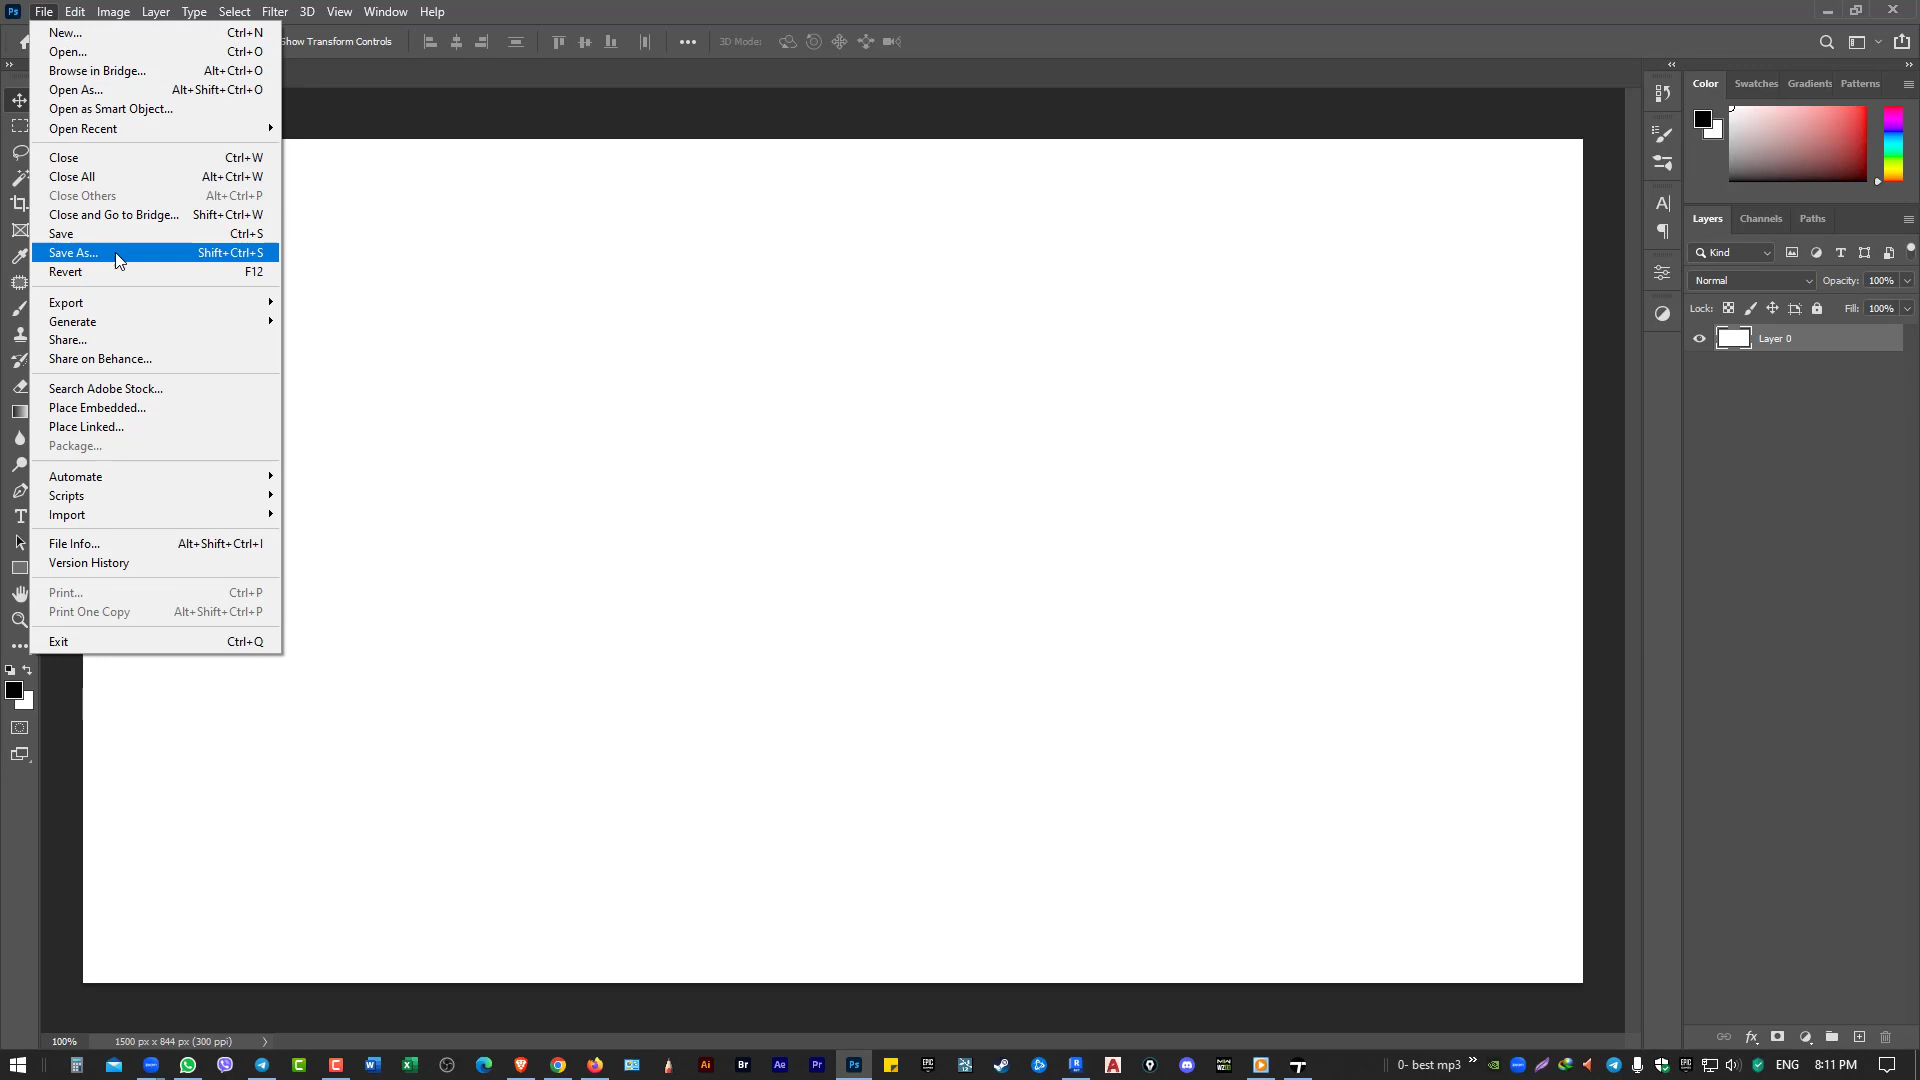 Ps File Edit Image Layer Type Select Filter 3D View Window Help
Show Transform Controls 3D Mode:
New... Ctrl+N
Open... Ctrl+O
Browse in Bridge... Alt+Ctrl+O
Open As... Alt+Shift+Ctrl+O
Open as Smart Object...
Open Recent
Close Ctrl+W
Close All Alt+Ctrl+W
Close Others Alt+Ctrl+P
Close and Go to Bridge... Shift+Ctrl+W
Save Ctrl+S
Save As... Shift+Ctrl+S
Revert F12
Export
Generate
Share...
Share on Behance...
Search Adobe Stock...
Place Embedded...
Place Linked...
Package...
Automate
Scripts
Import
File Info... Alt+Shift+Ctrl+I
Version History
Print... Ctrl+P
Print One Copy Alt+Shift+Ctrl+P
Exit Ctrl+Q
Color Swatches Gradients Patterns
Layers Channels Paths
Kind
Normal Opacity: 100%
Lock: Fill: 100%
Layer 0
100% 1500 px x 844 px (300 ppi)
Ai Br Ae Pr Ps
0- best mp3 ENG 8:11 PM